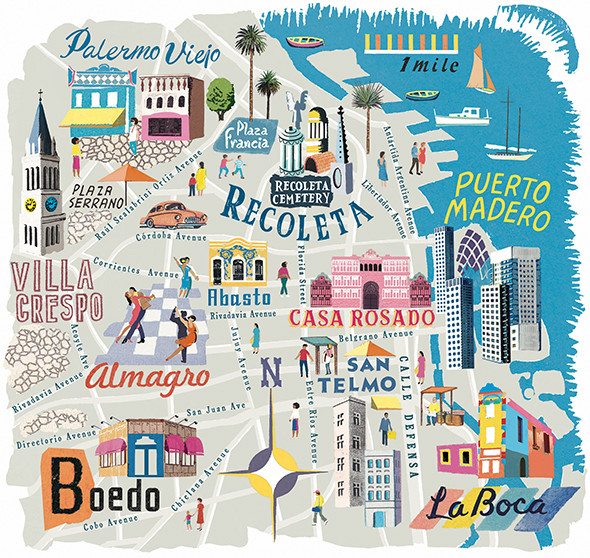 Palermo Viejo
1 mile
Plaza
Francia
Antartida Argentina Avenue
Libertador Avenue
RECOLETA
CEMETERY
RECOLETA
PUERTO
MADERO
PLAZA
SERRANO
Raúl Scalabrini Ortiz Avenue
Córdoba Avenue
Corrientes Avenue
VILLA
CRESPO
Abasto
Florida Street
CASA ROSADO
Rivadavia Avenue
Belgrano Avenue
Acoyte Ave
Almagro
Julius Avenue
Rivadavia Avenue
N
SAN
TELMO
CALLE DEFENSA
Entre Rios Avenue
San Juan Ave
Directorio Avenue
Boedo
Chiclana Avenue
Cobo Avenue
La Boca